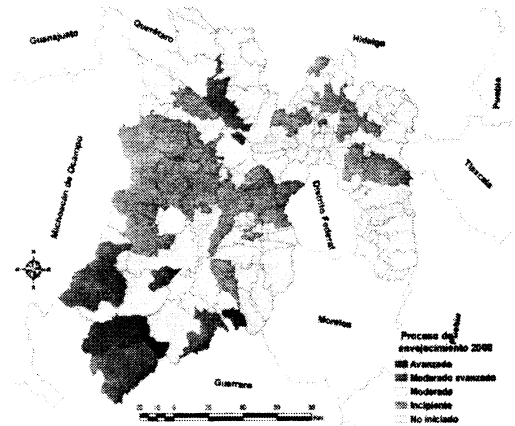 Querétaro
Guanajuato
Hidalgo
Puebla
Michoacán de Ocampo
Tlaxcala
Distrito Federal
Morelos
Puebla
Guerrero
Proceso de
envejecimiento 2000
Avanzado
Moderado avanzado
Moderado
Incipiente
No iniciado